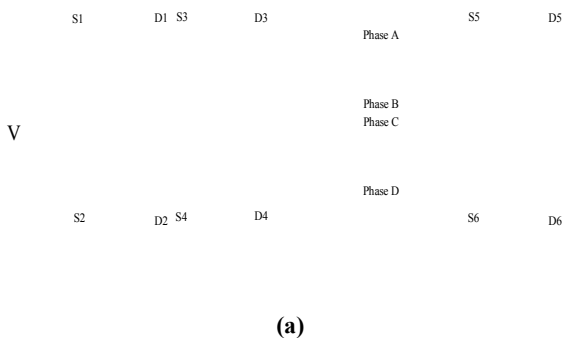 S1 D1 S3 D3 S5 D5
Phase A
Phase B
Phase C
V
Phase D
S2 D2 S4 D4 S6 D6
(a)